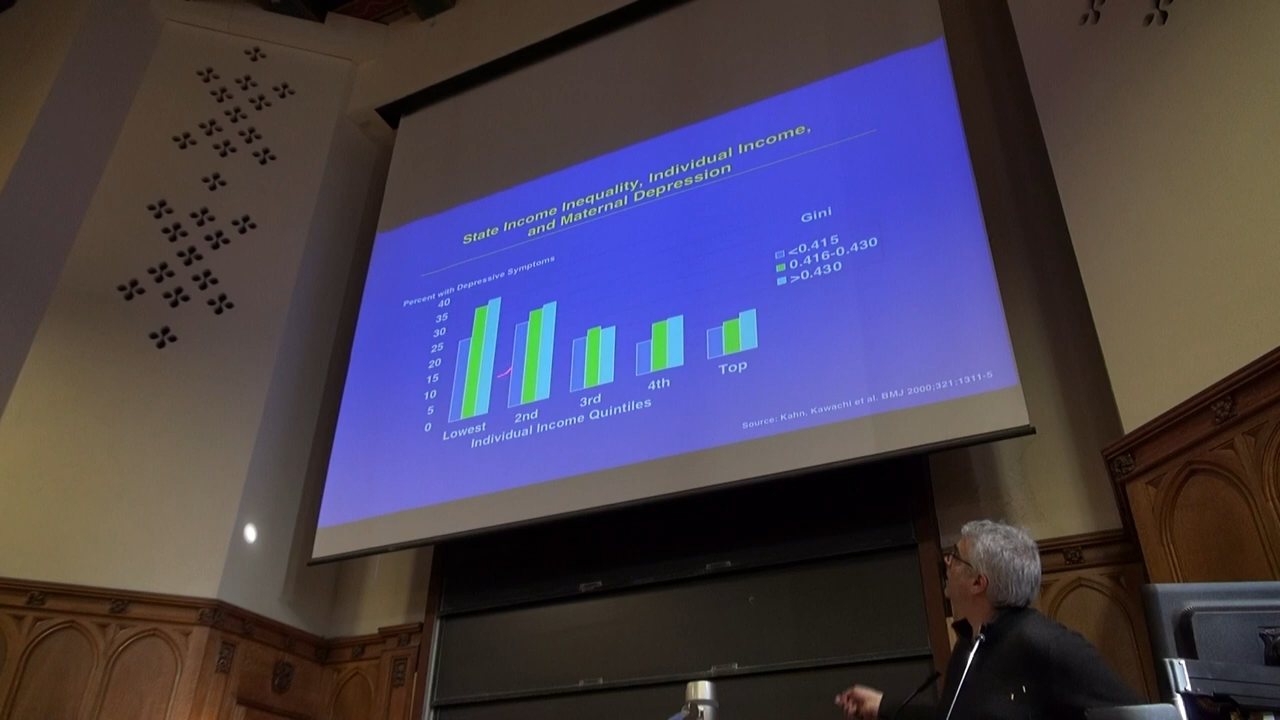 State Income Inequality, Individual Income,
and Maternal Depression
Gini
<0.415
0.416-0.430
>0.430
Percent with Depressive Symptoms
40
35
30
25
20
15
10
5
0
Lowest
2nd
3rd
4th
Top
Individual Income Quintiles
Source: Kahn, Kawachi et al. BMJ 2000;321:1311-5